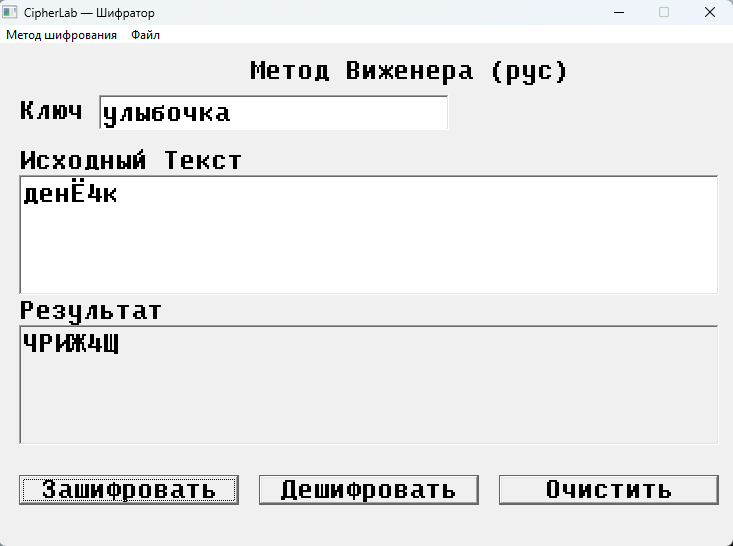 CipherLab — Шифратор
Метод шифрования Файл
Метод Виженера (рус)
Ключ улыбочка
Исходный Текст
денЁ4к
Результат
ЧРИЖ4Щ
Зашифровать Дешифровать Очистить